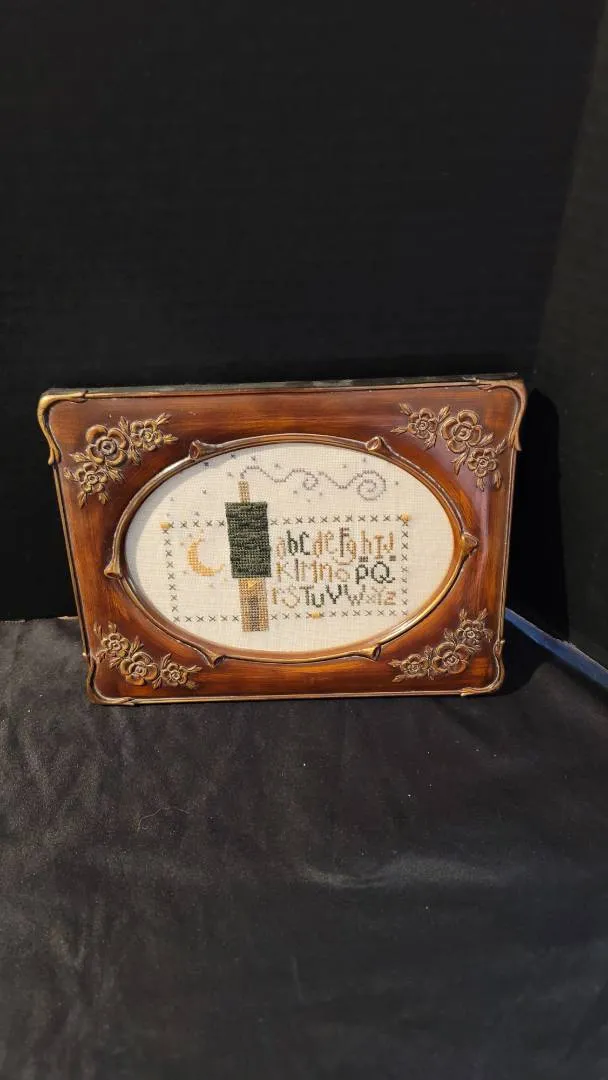 abcdefghIJ
KlMnopQ
rSTuVWxYz